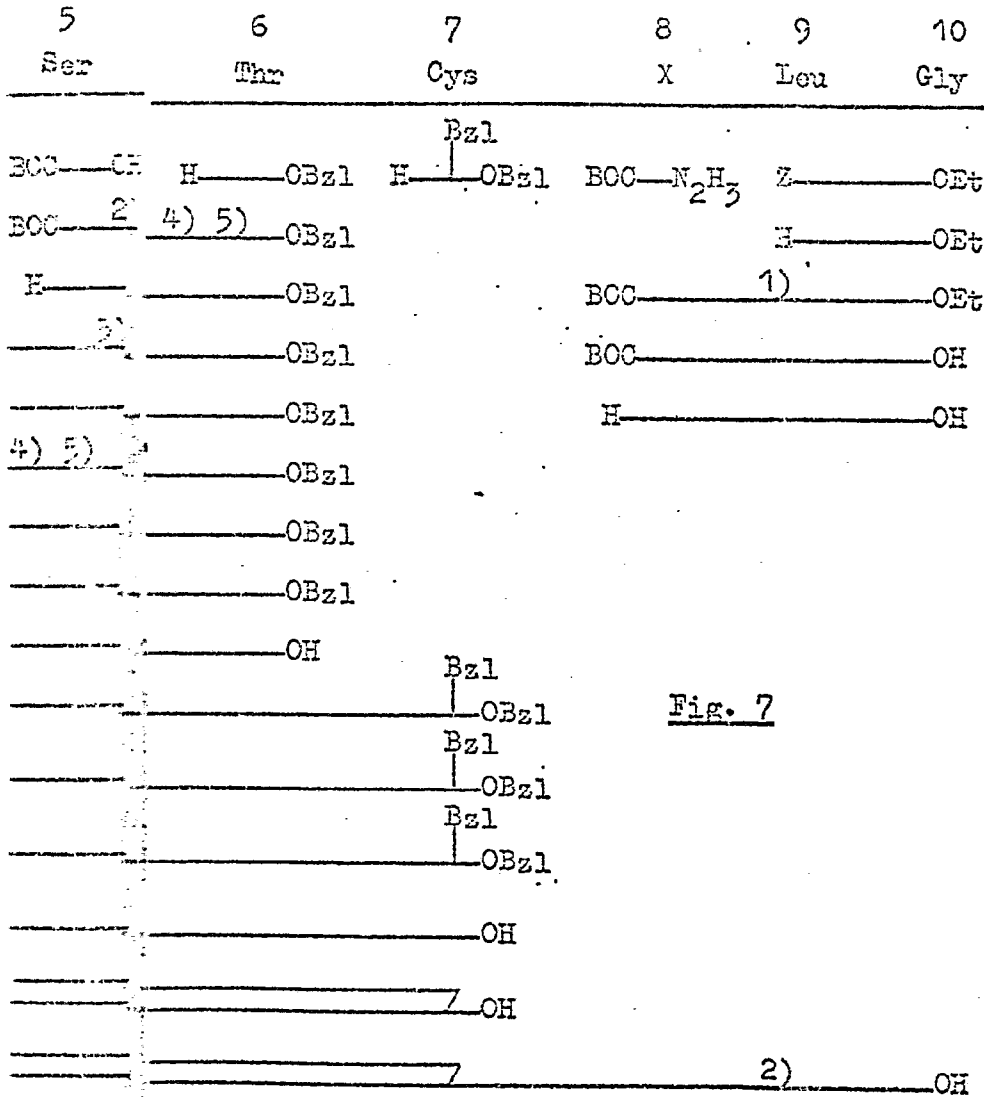 5 6 7 8 9 10
Ser Thr Cys X Leu Gly
Bzl
BOC OH H OBzl H OBzl BOC N2H3 Z OEt
BOC 2) 4) 5) OBzl H OEt
H OBzl BOC 1) OEt
OBzl BOC OH
OBzl H OH
4) 5) OBzl
OBzl
OBzl
OH
Bzl
OBzl
Fig. 7
Bzl
OBzl
Bzl
OBzl
OH
7 OH
7 2) OH